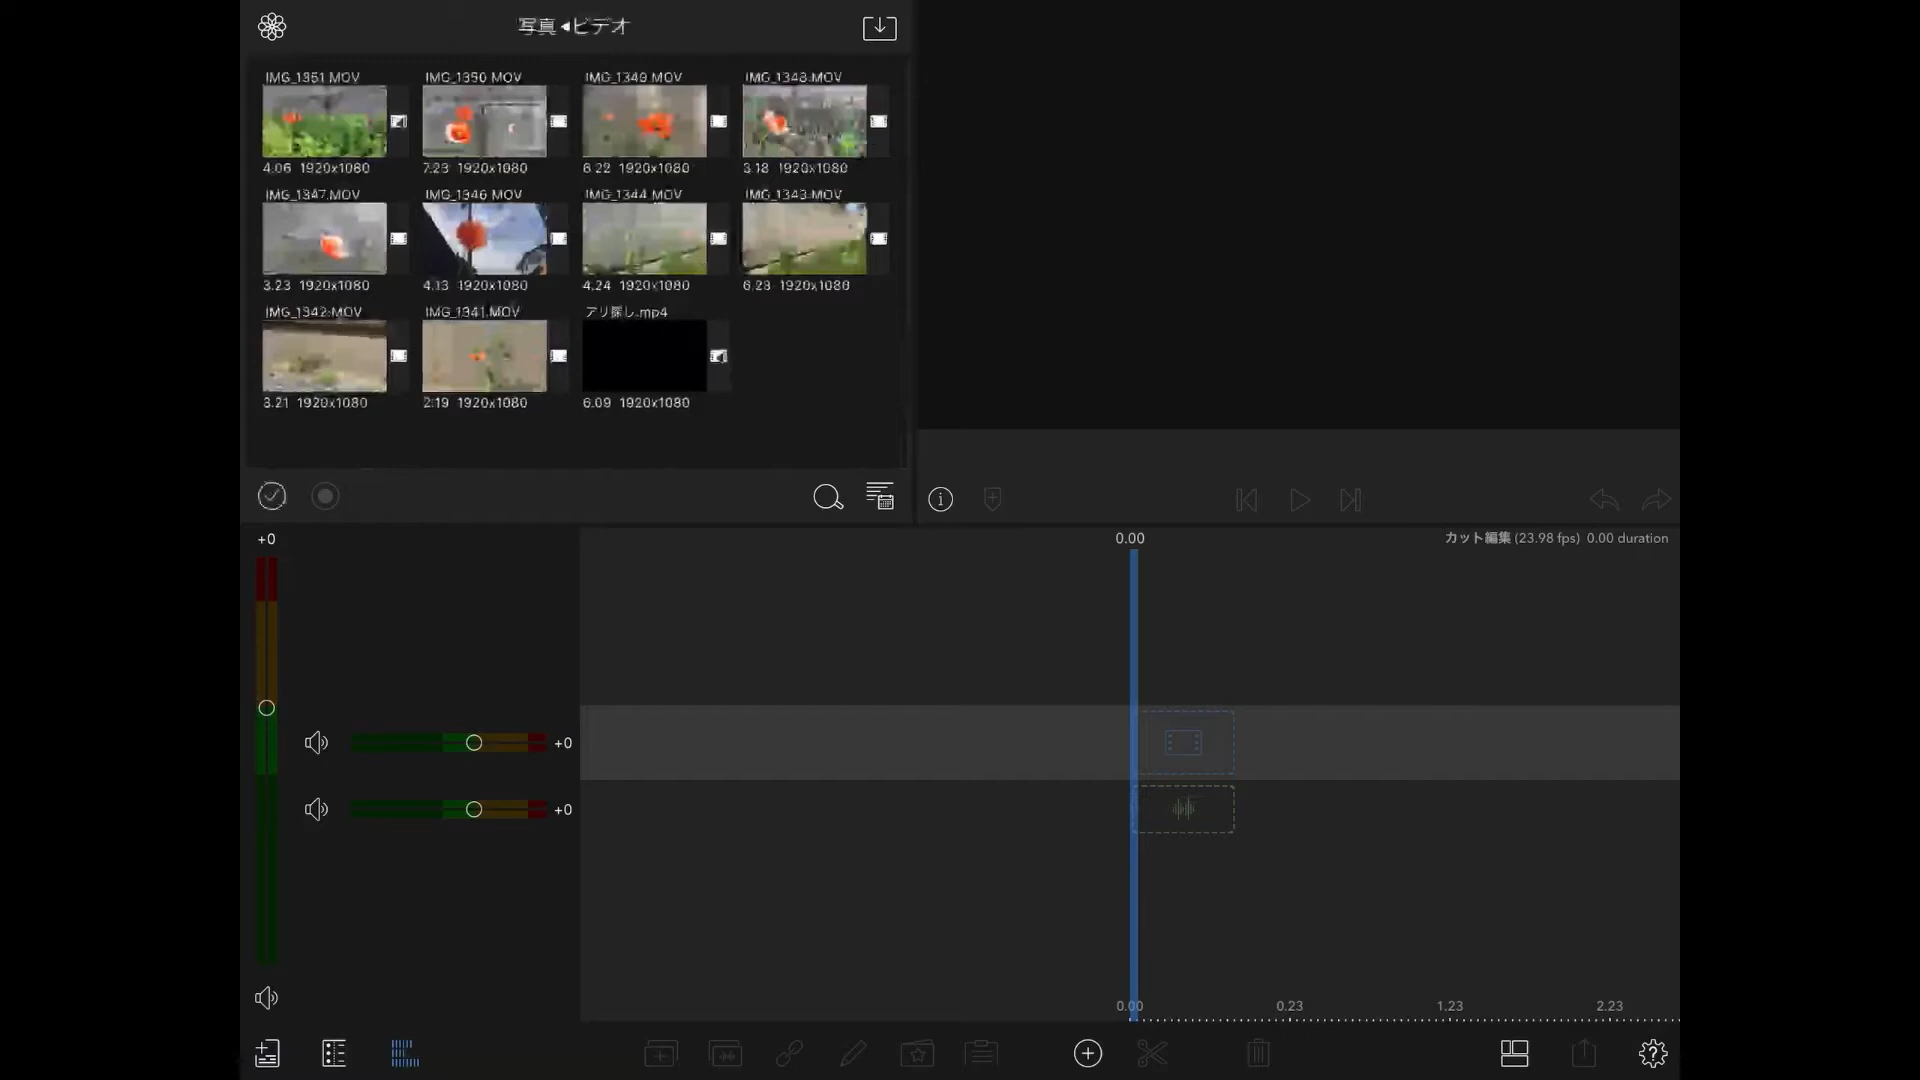 写真◂ビデオ
IMG_1351.MOV IMG_1350.MOV IMG_1349.MOV IMG_1348.MOV
4.06 1920x1080 7.23 1920x1080 6.22 1920x1080 3.18 1920x1080
IMG_1347.MOV IMG_1346.MOV IMG_1344.MOV IMG_1343.MOV
3.23 1920x1080 4.13 1920x1080 4.24 1920x1080 6.23 1920x1080
IMG_1342.MOV IMG_1341.MOV アリ探し.mp4
3.21 1920x1080 2.19 1920x1080 6.09 1920x1080
+0
0.00
カット編集 (23.98 fps) 0.00 duration
+0
+0
0.00 0.23 1.23 2.23